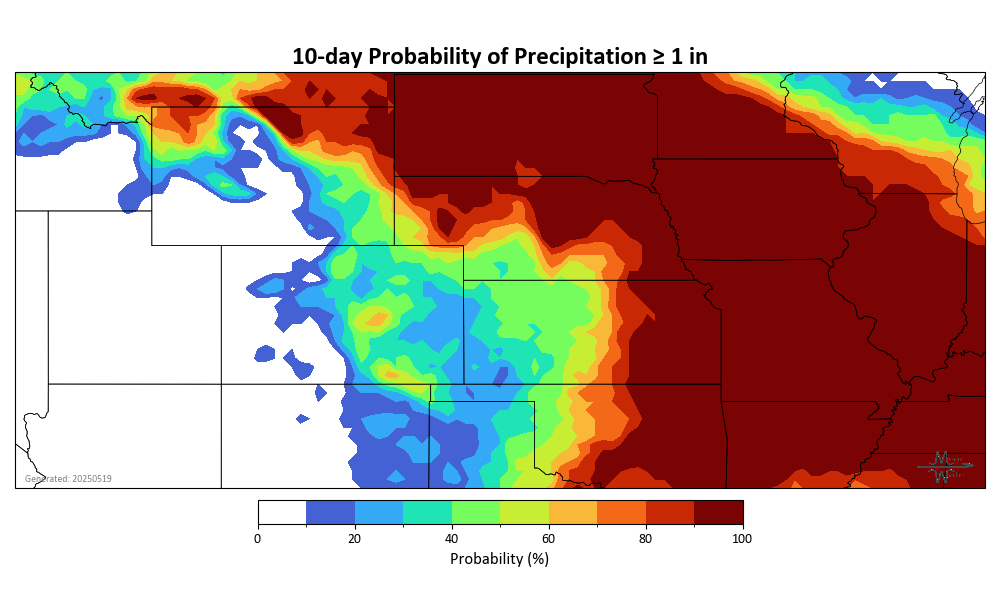 10-day Probability of Precipitation ≥ 1 in
Generated: 20250519
0 20 40 60 80 100
Probability (%)